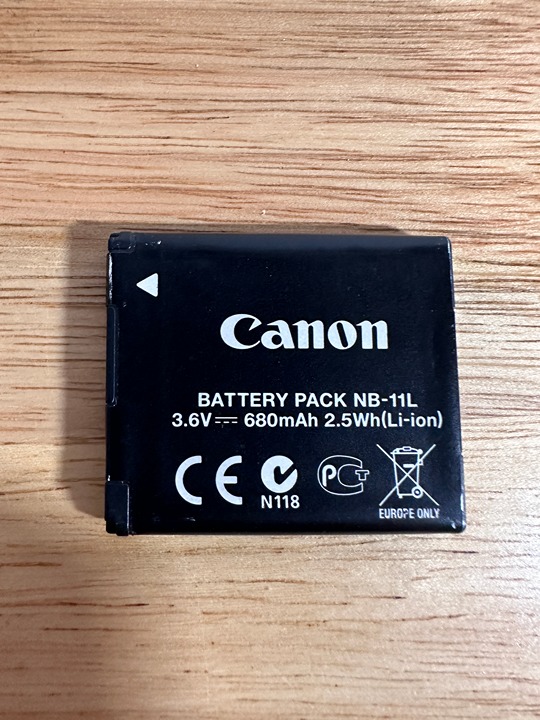 Canon
BATTERY PACK NB-11L
3.6V⎓ 680mAh 2.5Wh(Li-ion)
CE N118 PCT
EUROPE ONLY